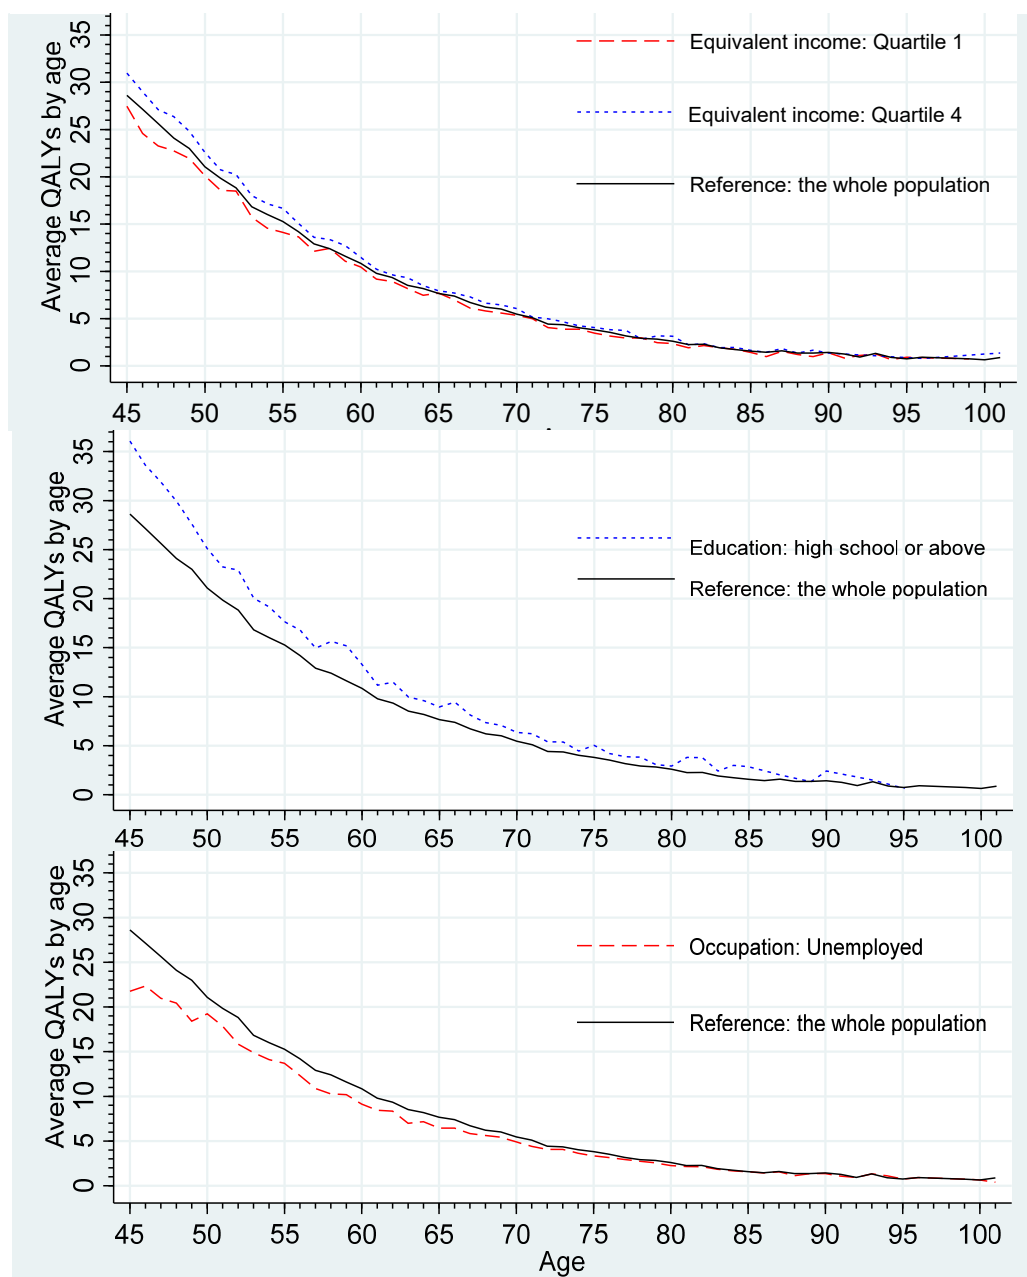 Average QALYs by age
35
30
25
20
15
10
5
0
Equivalent income: Quartile 1
Equivalent income: Quartile 4
Reference: the whole population
45 50 55 60 65 70 75 80 85 90 95 100
Average QALYs by age
35
30
25
20
15
10
5
0
Education: high school or above
Reference: the whole population
45 50 55 60 65 70 75 80 85 90 95 100
Average QALYs by age
35
30
25
20
15
10
5
0
Occupation: Unemployed
Reference: the whole population
45 50 55 60 65 70 75 80 85 90 95 100
Age